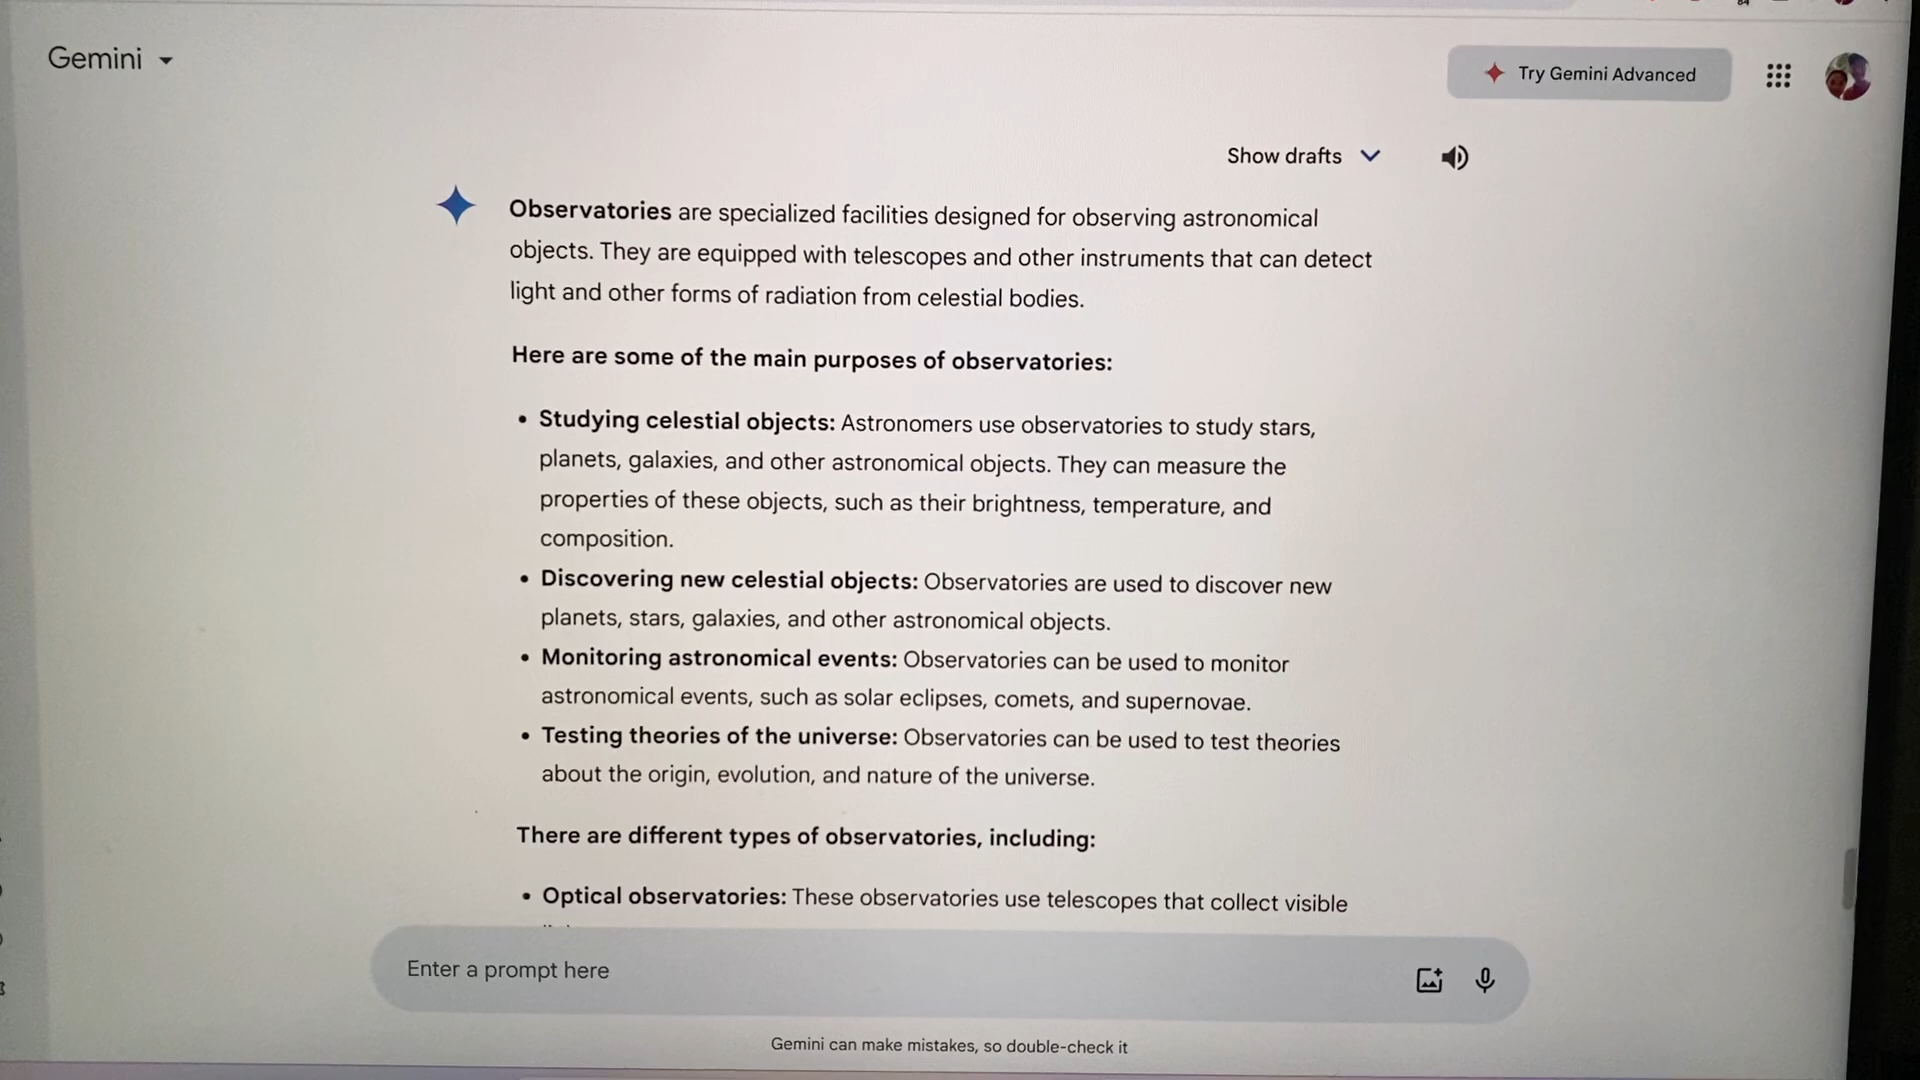 Gemini
Try Gemini Advanced
Show drafts
Observatories are specialized facilities designed for observing astronomical
objects. They are equipped with telescopes and other instruments that can detect
light and other forms of radiation from celestial bodies.
Here are some of the main purposes of observatories:
• Studying celestial objects: Astronomers use observatories to study stars,
planets, galaxies, and other astronomical objects. They can measure the
properties of these objects, such as their brightness, temperature, and
composition.
• Discovering new celestial objects: Observatories are used to discover new
planets, stars, galaxies, and other astronomical objects.
• Monitoring astronomical events: Observatories can be used to monitor
astronomical events, such as solar eclipses, comets, and supernovae.
• Testing theories of the universe: Observatories can be used to test theories
about the origin, evolution, and nature of the universe.
There are different types of observatories, including:
• Optical observatories: These observatories use telescopes that collect visible
Enter a prompt here
Gemini can make mistakes, so double-check it